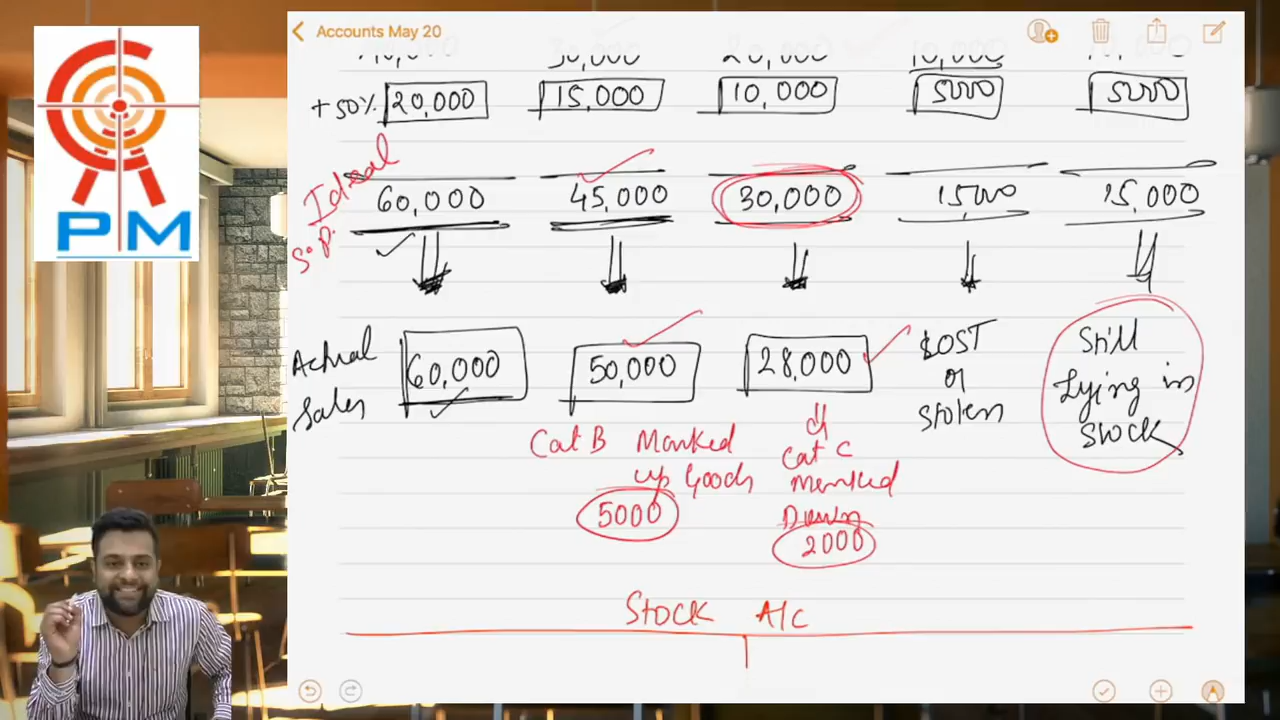 Accounts May 20
PM
+50% 20,000 15,000 10,000 5000 5000
Ideal
S.P.
60,000 45,000 30,000 1500 15,000
Actual
Sales
60,000 50,000 28,000
LOST
or
stolen
Still
Lying in
Stock
Cat B Marked
up Goods
5000
Cat C
Marked
Down
2000
Stock A/C